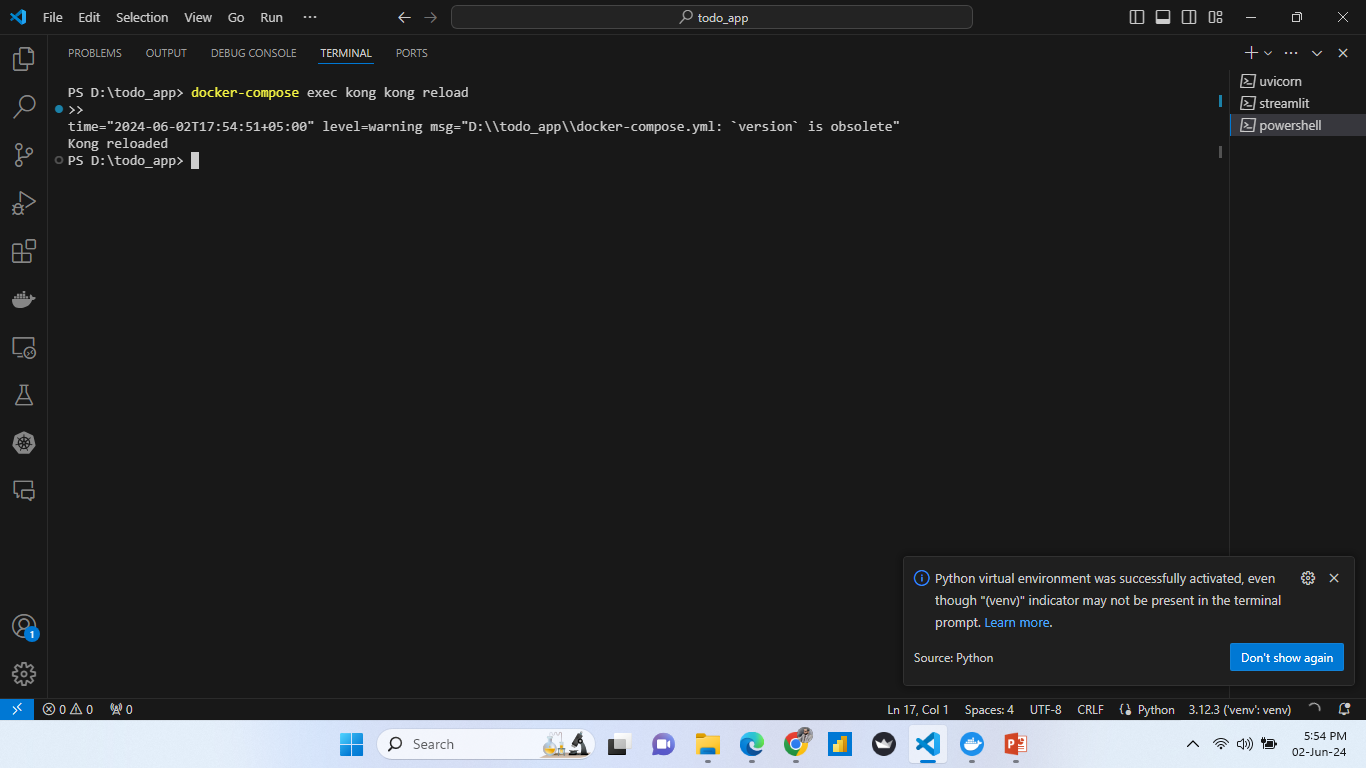 File Edit Selection View Go Run ···
todo_app
PROBLEMS OUTPUT DEBUG CONSOLE TERMINAL PORTS
PS D:\todo_app> docker-compose exec kong kong reload
>>
time="2024-06-02T17:54:51+05:00" level=warning msg="D:\\todo_app\\docker-compose.yml: `version` is obsolete"
Kong reloaded
PS D:\todo_app>
uvicorn
streamlit
powershell
Python virtual environment was successfully activated, even
though "(venv)" indicator may not be present in the terminal
prompt. Learn more.
Source: Python
Don't show again
1
0 0 0
Ln 17, Col 1 Spaces: 4 UTF-8 CRLF Python 3.12.3 ('venv': venv)
Search
5:54 PM
02-Jun-24